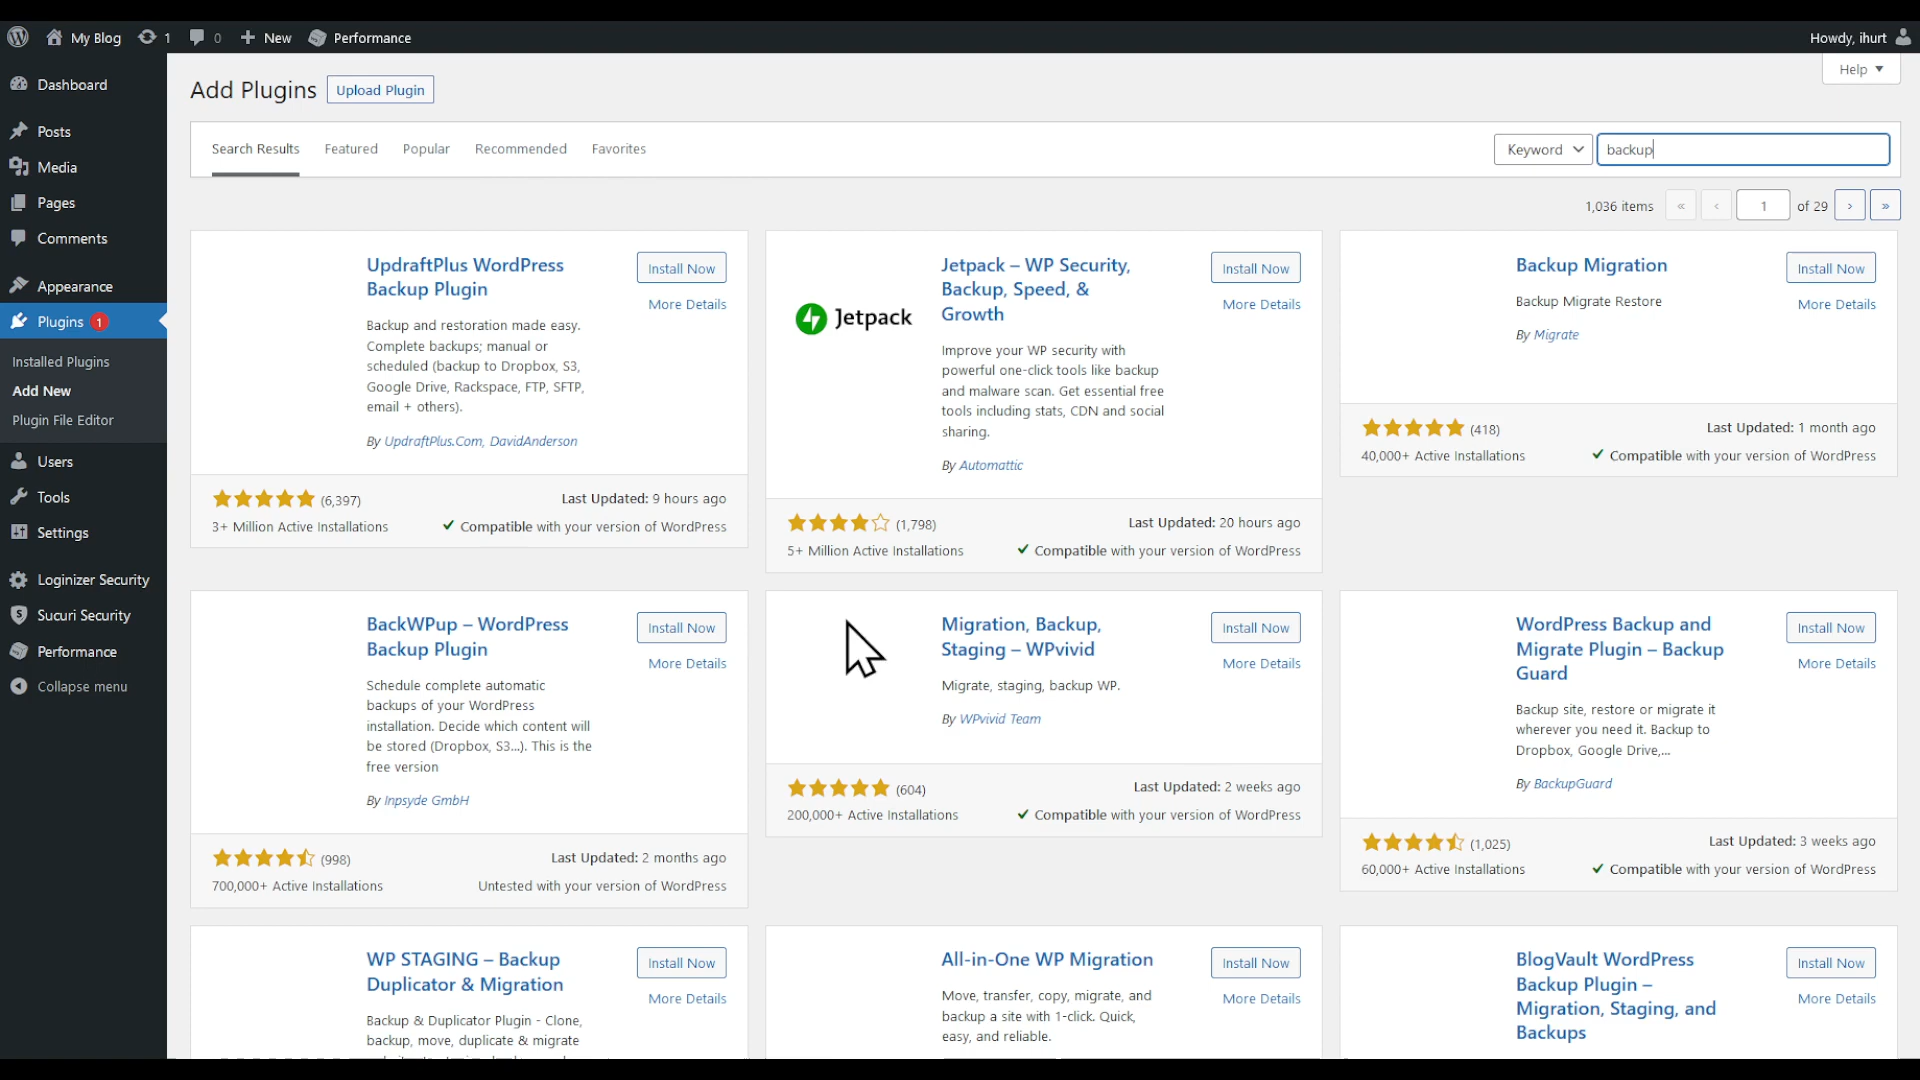 My Blog 1 0 New Performance Howdy, ihurt
Dashboard
Posts
Media
Pages
Comments
Appearance
Plugins 1
Installed Plugins
Add New
Plugin File Editor
Users
Tools
Settings
Loginizer Security
Sucuri Security
Performance
Collapse menu
Help
Add Plugins Upload Plugin
Search Results Featured Popular Recommended Favorites Keyword backup
1,036 items « ‹ 1 of 29 › »
UpdraftPlus WordPress
Backup Plugin
Install Now
More Details
Backup and restoration made easy.
Complete backups; manual or
scheduled (backup to Dropbox, S3,
Google Drive, Rackspace, FTP, SFTP,
email + others).
By UpdraftPlus.Com, DavidAnderson
(6,397) Last Updated: 9 hours ago
3+ Million Active Installations Compatible with your version of WordPress
Jetpack
Jetpack – WP Security,
Backup, Speed, &
Growth
Install Now
More Details
Improve your WP security with
powerful one-click tools like backup
and malware scan. Get essential free
tools including stats, CDN and social
sharing.
By Automattic
(1,798) Last Updated: 20 hours ago
5+ Million Active Installations Compatible with your version of WordPress
Backup Migration
Install Now
More Details
Backup Migrate Restore
By Migrate
(418) Last Updated: 1 month ago
40,000+ Active Installations Compatible with your version of WordPress
BackWPup – WordPress
Backup Plugin
Install Now
More Details
Schedule complete automatic
backups of your WordPress
installation. Decide which content will
be stored (Dropbox, S3...). This is the
free version
By Inpsyde GmbH
(998) Last Updated: 2 months ago
700,000+ Active Installations Untested with your version of WordPress
Migration, Backup,
Staging – WPvivid
Install Now
More Details
Migrate, staging, backup WP.
By WPvivid Team
(604) Last Updated: 2 weeks ago
200,000+ Active Installations Compatible with your version of WordPress
WordPress Backup and
Migrate Plugin – Backup
Guard
Install Now
More Details
Backup site, restore or migrate it
wherever you need it. Backup to
Dropbox, Google Drive,...
By BackupGuard
(1,025) Last Updated: 3 weeks ago
60,000+ Active Installations Compatible with your version of WordPress
WP STAGING – Backup
Duplicator & Migration
Install Now
More Details
Backup & Duplicator Plugin - Clone,
backup, move, duplicate & migrate
All-in-One WP Migration
Install Now
More Details
Move, transfer, copy, migrate, and
backup a site with 1-click. Quick,
easy, and reliable.
BlogVault WordPress
Backup Plugin –
Migration, Staging, and
Backups
Install Now
More Details